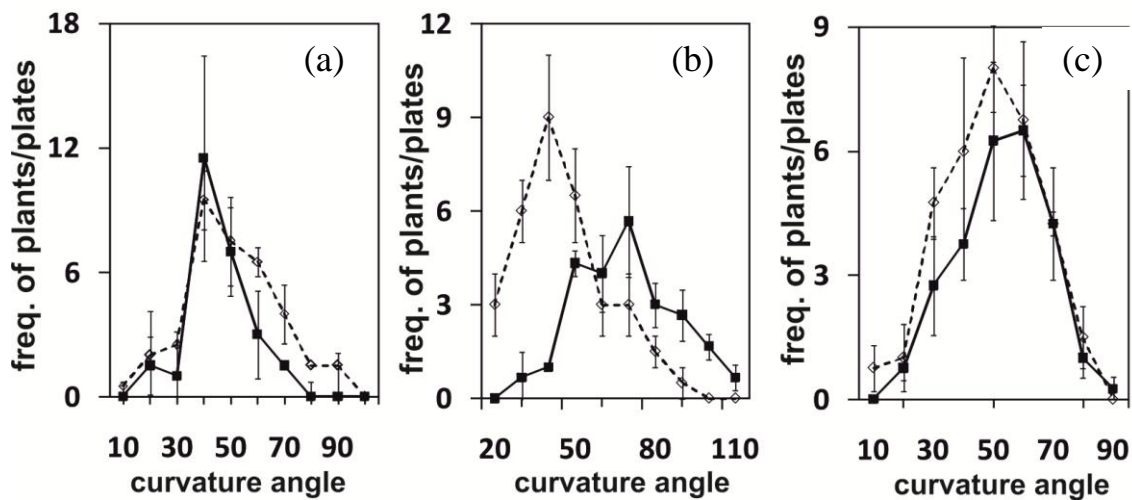 freq. of plants/plates
18
12
6
0
(a)
10 30 50 70 90
curvature angle
freq. of plants/plates
12
9
6
3
0
(b)
20 50 80 110
curvature angle
freq. of plants/plates
9
6
3
0
(c)
10 30 50 70 90
curvature angle